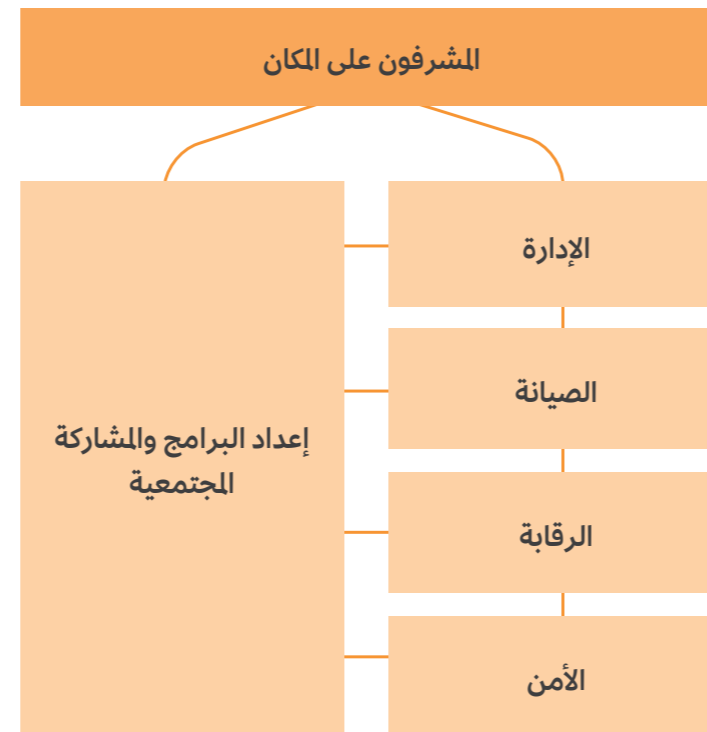 المشرفون على المكان
الإدارة
الصيانة
الرقابة
الأمن
إعداد البرامج والمشاركة
المجتمعية